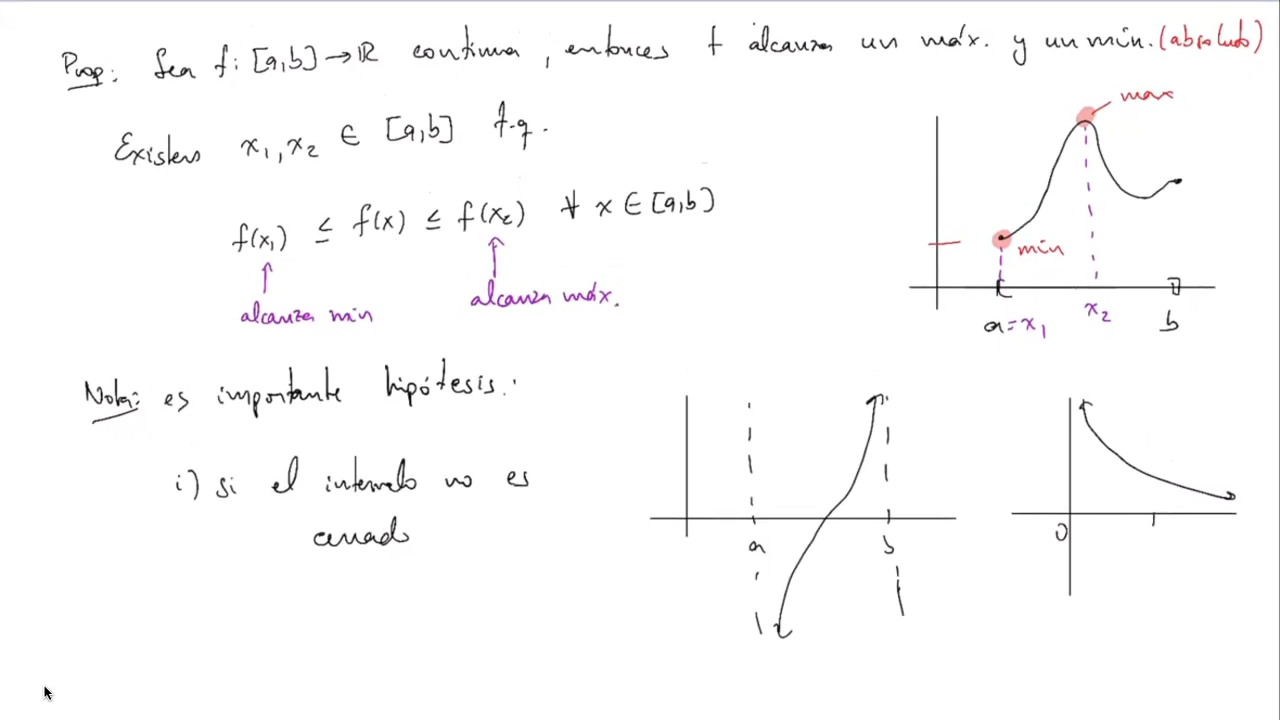 Prop: Sea f: [a,b] → ℝ continua, entonces f alcanza un máx. y un mín. (absoluto)
Existen x₁, x₂ ∈ [a,b] t.q.
f(x₁) ≤ f(x) ≤ f(x₂) ∀ x ∈ [a,b]
alcanza min
alcanza máx.
max
min
a = x₁
x₂
b
Nota: es importante hipótesis:
i) si el intervalo no es
cerrado
a
b
0